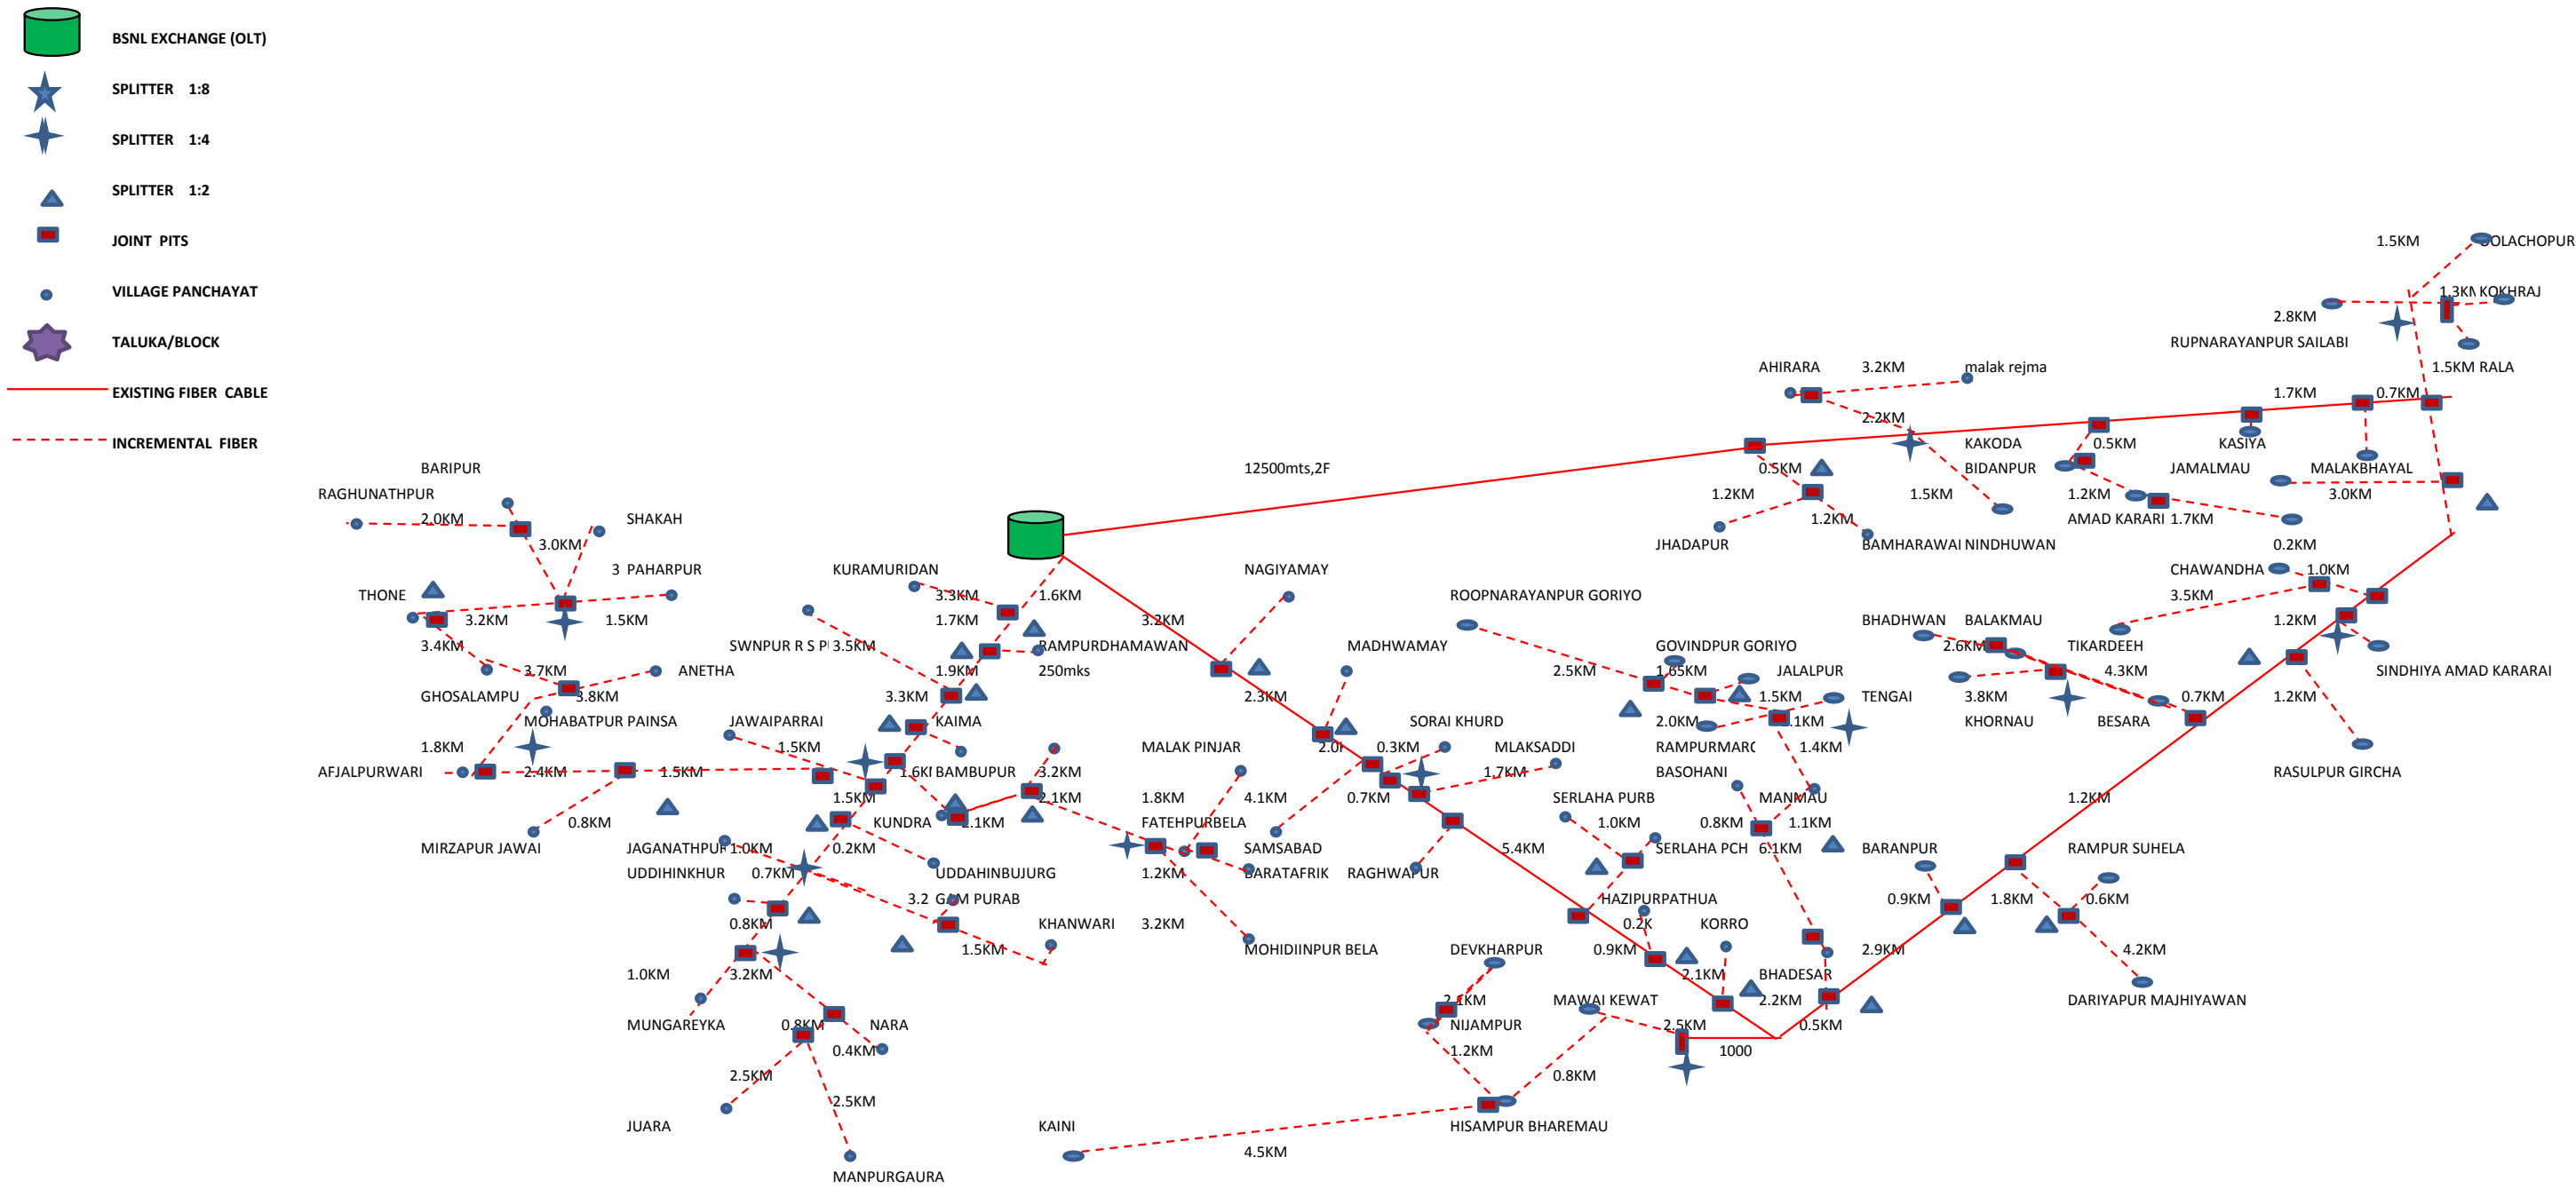 BSNL EXCHANGE (OLT)
SPLITTER 1:8
SPLITTER 1:4
SPLITTER 1:2
JOINT PITS
VILLAGE PANCHAYAT
TALUKA/BLOCK
EXISTING FIBER CABLE
INCREMENTAL FIBER
1.5KM
OOLACHOPUR
KOKHRAJ
2.8KM
RUPNARAYANPUR SAILABI
AHIRARA 3.2KM malak rejma
1.5KM RALA
1.7KM 0.7KM
2.2KM
KAKODA 0.5KM KASIYA
BARIPUR
12500mts,2F
0.5KM BIDANPUR JAMALMAU MALAKBHAYAL
RAGHUNATHPUR
1.2KM 1.5KM 1.2KM 3.0KM
2.0KM SHAKAH
1.2KM AMAD KARARI 1.7KM
3.0KM
JHADAPUR BAMHARAWAI NINDHUWAN 0.2KM
3 PAHARPUR KURAMURIDAN NAGIYAMAY CHAWANDHA 1.0KM
THONE 3.3KM 1.6KM ROOPNARAYANPUR GORIYO 3.5KM
3.2KM 1.5KM 1.7KM 3.2KM BHADHWAN BALAKMAU 1.2KM
3.4KM SWNPUR R S P 3.5KM RAMPURDHAMAWAN MADHWAMAY GOVINDPUR GORIYO 2.6KM TIKARDEEH
3.7KM ANETHA 1.9KM 250mks 2.5KM 1.65KM JALALPUR 4.3KM SINDHIYA AMAD KARARAI
GHOSALAMPU 3.8KM 3.3KM 2.3KM 1.5KM TENGAI 3.8KM 0.7KM 1.2KM
MOHABATPUR PAINSA JAWAIPARRAI KAIMA SORAI KHURD 2.0KM KHORNAU BESARA
1.8KM 1.5KM MALAK PINJAR 0.3KM MLAKSADDI 1.4KM
AFJALPURWARI 2.4KM 1.5KM BAMBUPUR 3.2KM 1.7KM BASOHANI RASULPUR GIRCHA
1.5KM 2.1KM 1.8KM 4.1KM 0.7KM SERLAHA PURB MANMAU 1.2KM
0.8KM KUNDRA 2.1KM FATEHPURBELA 1.0KM 0.8KM 1.1KM
MIRZAPUR JAWAI JAGANATHPUR 1.0KM 0.2KM SAMSABAD 5.4KM SERLAHA PCH 6.1KM BARANPUR RAMPUR SUHELA
UDDIHINKHUR 0.7KM UDDAHINBUJURG 1.2KM BARATAFRIK RAGHWAPUR
3.2 HAZIPURPATHUA 0.9KM 1.8KM 0.6KM
0.8KM KHANWARI 3.2KM 0.2K KORRO
1.5KM MOHIDIINPUR BELA DEVKHARPUR 0.9KM 2.9KM 4.2KM
1.0KM 3.2KM 2.1KM BHADESAR
MUNGAREYKA MAWAI KEWAT 2.2KM DARIYAPUR MAJHIYAWAN
0.8KM NARA NIJAMPUR 2.5KM 0.5KM
0.4KM 1.2KM 1000
2.5KM 0.8KM
2.5KM
JUARA KAINI HISAMPUR BHAREMAU
4.5KM
MANPURGAURA